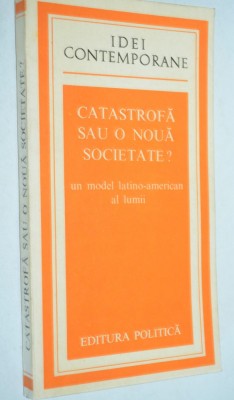 IDEI
CONTEMPORANE
CATASTROFĂ
SAU O NOUĂ
SOCIETATE?
un model latino-american
al lumii
EDITURA POLITICĂ
CATASTROFĂ SAU O NOUĂ SOCIETATE?